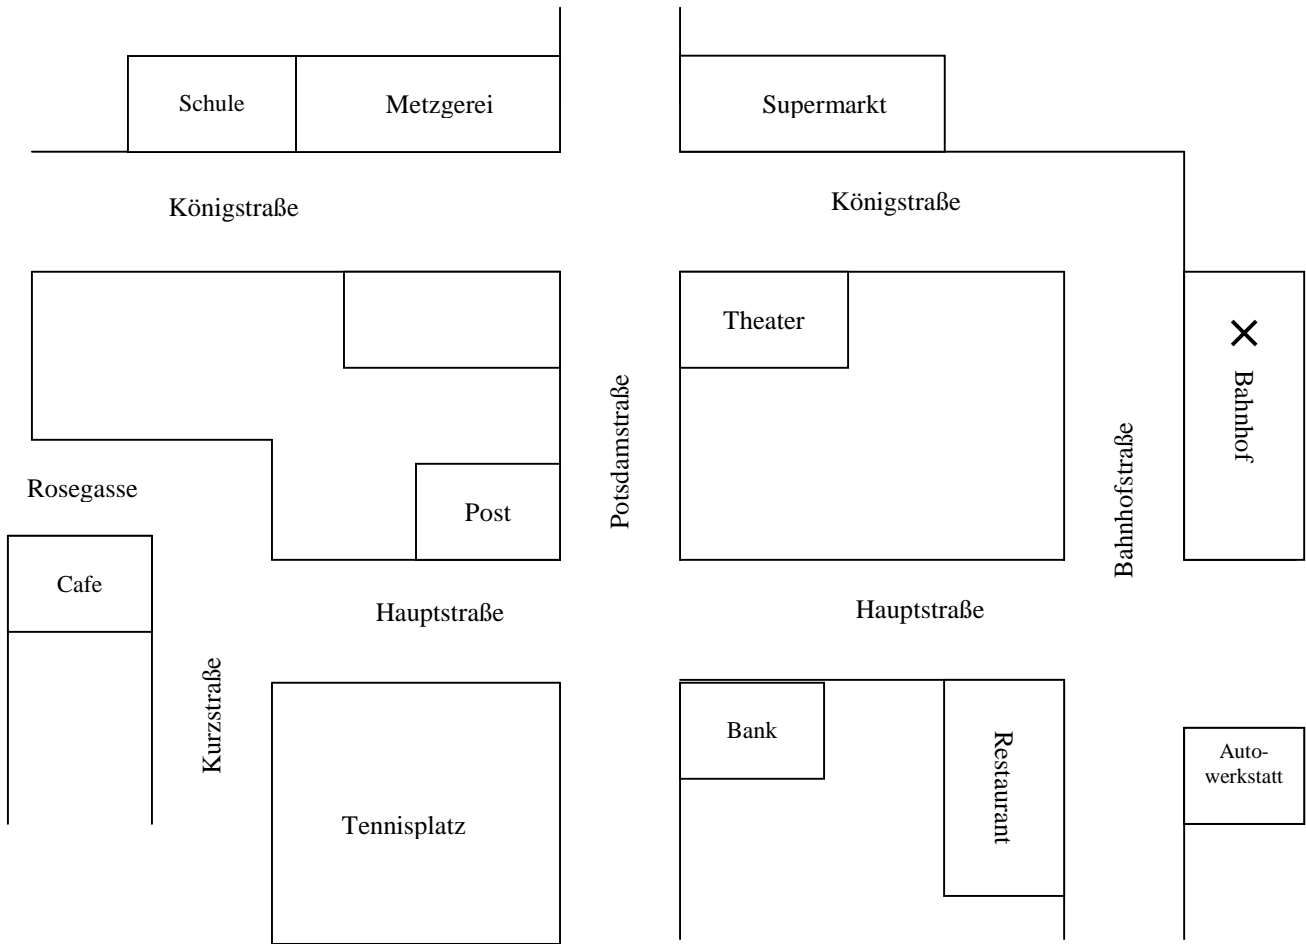 Schule
Metzgerei
Supermarkt
Königstraße
Königstraße
Theater
Potsdamstraße
Bahnhofstraße
Bahnhof
Rosegasse
Post
Cafe
Hauptstraße
Hauptstraße
Kurzstraße
Bank
Restaurant
Auto-
werkstatt
Tennisplatz